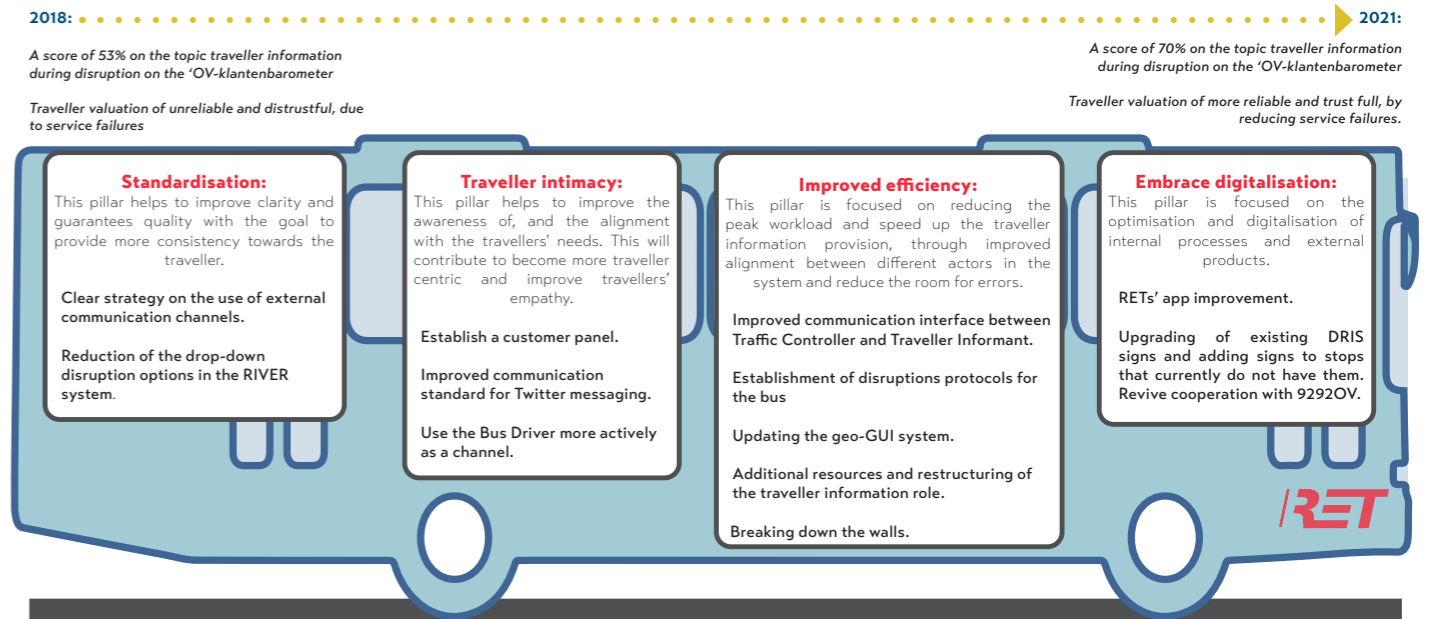 2018:
2021:
A score of 53% on the topic traveller information
during disruption on the ‘OV-klantenbarometer
Traveller valuation of unreliable and distrustful, due
to service failures
A score of 70% on the topic traveller information
during disruption on the ‘OV-klantenbarometer
Traveller valuation of more reliable and trust full, by
reducing service failures.
Standardisation:
This pillar helps to improve clarity and
guarantees quality with the goal to
provide more consistency towards the
traveller.
Clear strategy on the use of external
communication channels.
Reduction of the drop-down
disruption options in the RIVER
system.
Traveller intimacy:
This pillar helps to improve the
awareness of, and the alignment
with the travellers' needs. This will
contribute to become more traveller
centric and improve travellers'
empathy.
Establish a customer panel.
Improved communication
standard for Twitter messaging.
Use the Bus Driver more actively
as a channel.
Improved efficiency:
This pillar is focused on reducing the
peak workload and speed up the traveller
information provision, through improved
alignment between different actors in the
system and reduce the room for errors.
Improved communication interface between
Traffic Controller and Traveller Informant.
Establishment of disruptions protocols for
the bus
Updating the geo-GUI system.
Additional resources and restructuring of
the traveller information role.
Breaking down the walls.
Embrace digitalisation:
This pillar is focused on the
optimisation and digitalisation of
internal processes and external
products.
RETs' app improvement.
Upgrading of existing DRIS
signs and adding signs to stops
that currently do not have them.
Revive cooperation with 9292OV.
RET